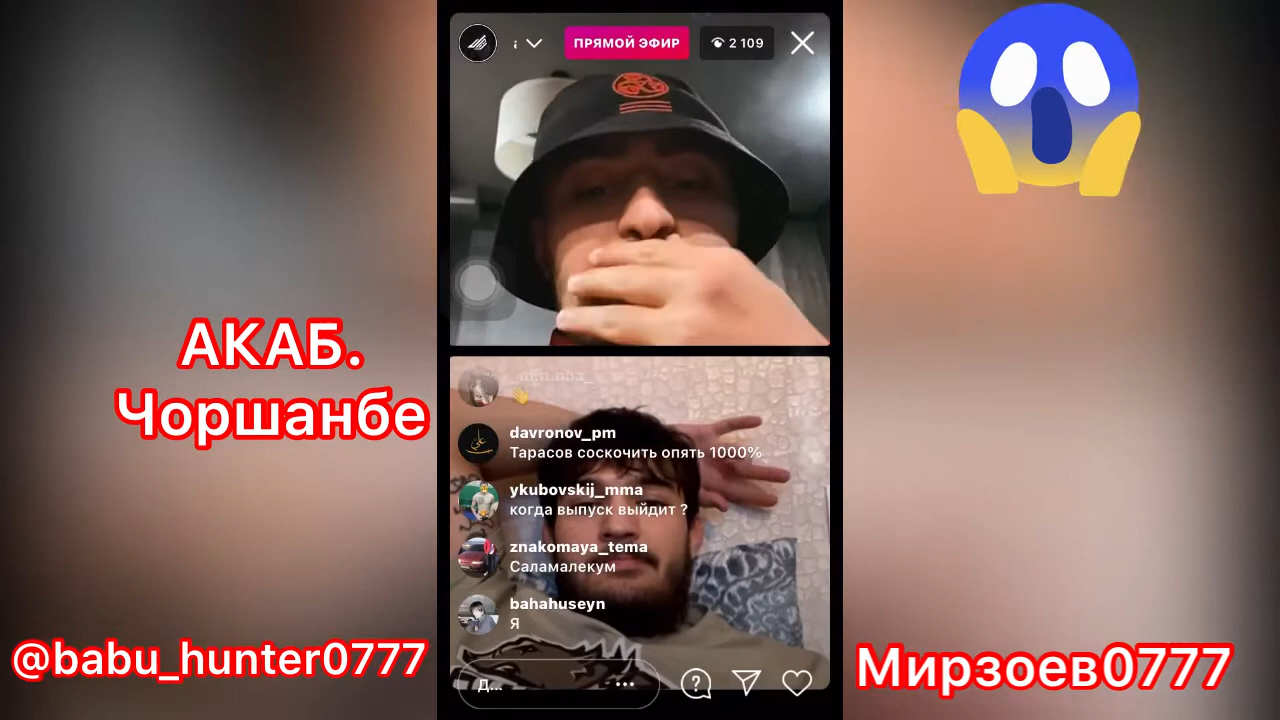 ПРЯМОЙ ЭФИР
2 109
АКАБ.
Чоршанбе
davronov_pm
Тарасов соскочить опять 1000%
ykubovskij_mma
когда выпуск выйдит ?
znakomaya_tema
Саламалекум
bahahuseyn
Я
Д...
@babu_hunter0777
Мирзоев0777